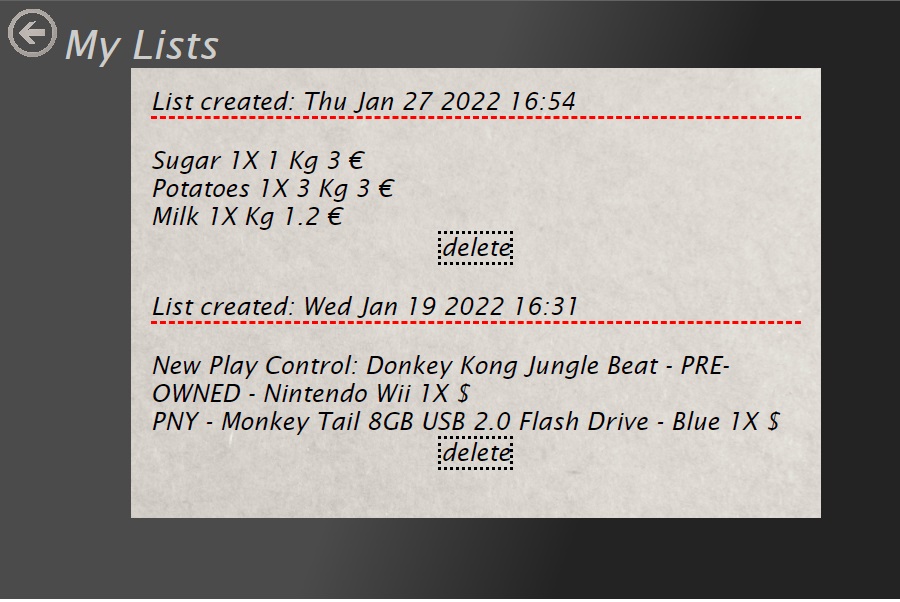 My Lists
List created: Thu Jan 27 2022 16:54
Sugar 1X 1 Kg 3 €
Potatoes 1X 3 Kg 3 €
Milk 1X Kg 1.2 €
delete
List created: Wed Jan 19 2022 16:31
New Play Control: Donkey Kong Jungle Beat - PRE-
OWNED - Nintendo Wii 1X $
PNY - Monkey Tail 8GB USB 2.0 Flash Drive - Blue 1X $
delete